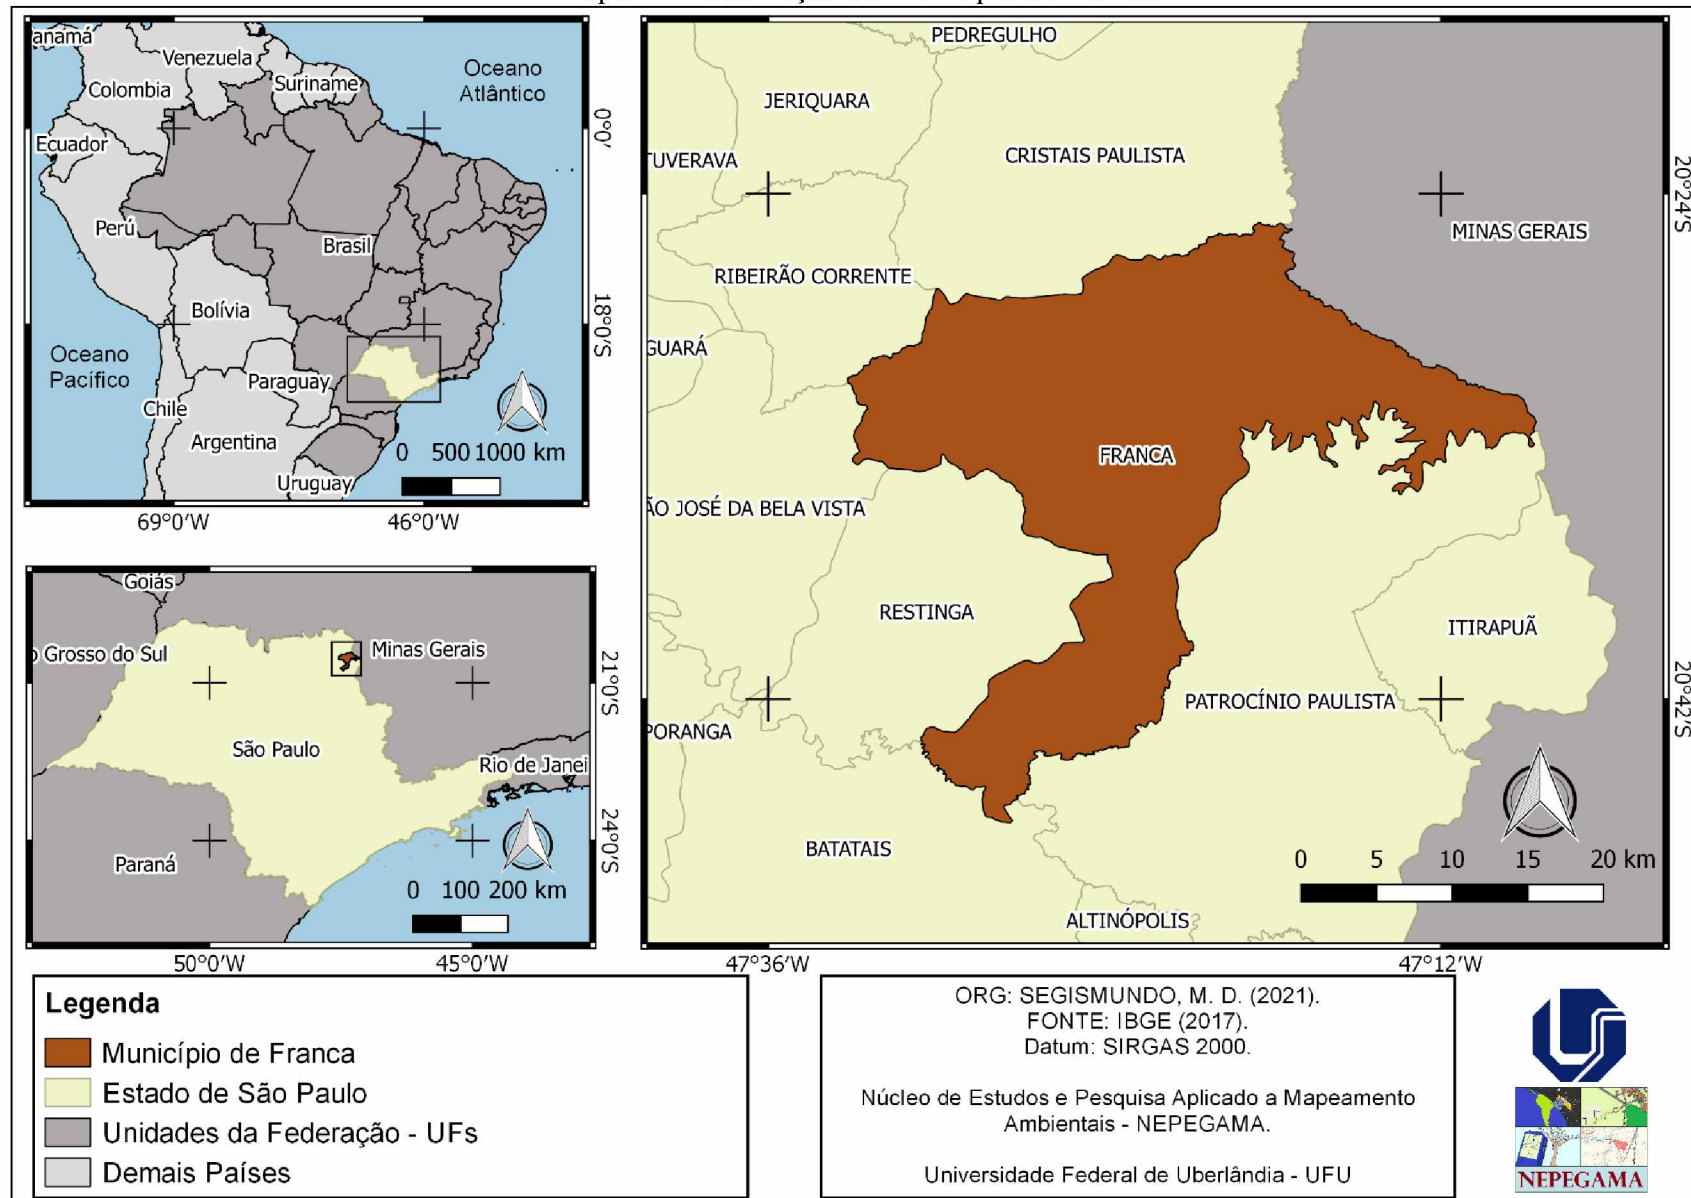 anamá
Venezuela
Suriname
Colombia
Ecuador
Perú
Brasil
Bolívia
Paraguay
Chile
Argentina
Uruguay
Oceano
Atlântico
Oceano
Pacífico
0 500 1000 km
0°0'
18°0'S
69°0'W 46°0'W
PEDREGULHO
JERIQUARA
TUVERAVA
CRISTAIS PAULISTA
MINAS GERAIS
RIBEIRÃO CORRENTE
GUARÁ
FRANCA
ÃO JOSÉ DA BELA VISTA
RESTINGA
ITIRAPUÃ
PATROCÍNIO PAULISTA
PORANGA
BATATAIS
ALTINÓPOLIS
0 5 10 15 20 km
20°24'S
20°42'S
47°36'W 47°12'W
Goiás
o Grosso do Sul
Minas Gerais
São Paulo
Rio de Janei
Paraná
0 100 200 km
21°0'S
24°0'S
50°0'W 45°0'W
Legenda
Município de Franca
Estado de São Paulo
Unidades da Federação - UFs
Demais Países
ORG: SEGISMUNDO, M. D. (2021).
FONTE: IBGE (2017).
Datum: SIRGAS 2000.
Núcleo de Estudos e Pesquisa Aplicado a Mapeamento
Ambientais - NEPEGAMA.
Universidade Federal de Uberlândia - UFU
NEPEGAMA